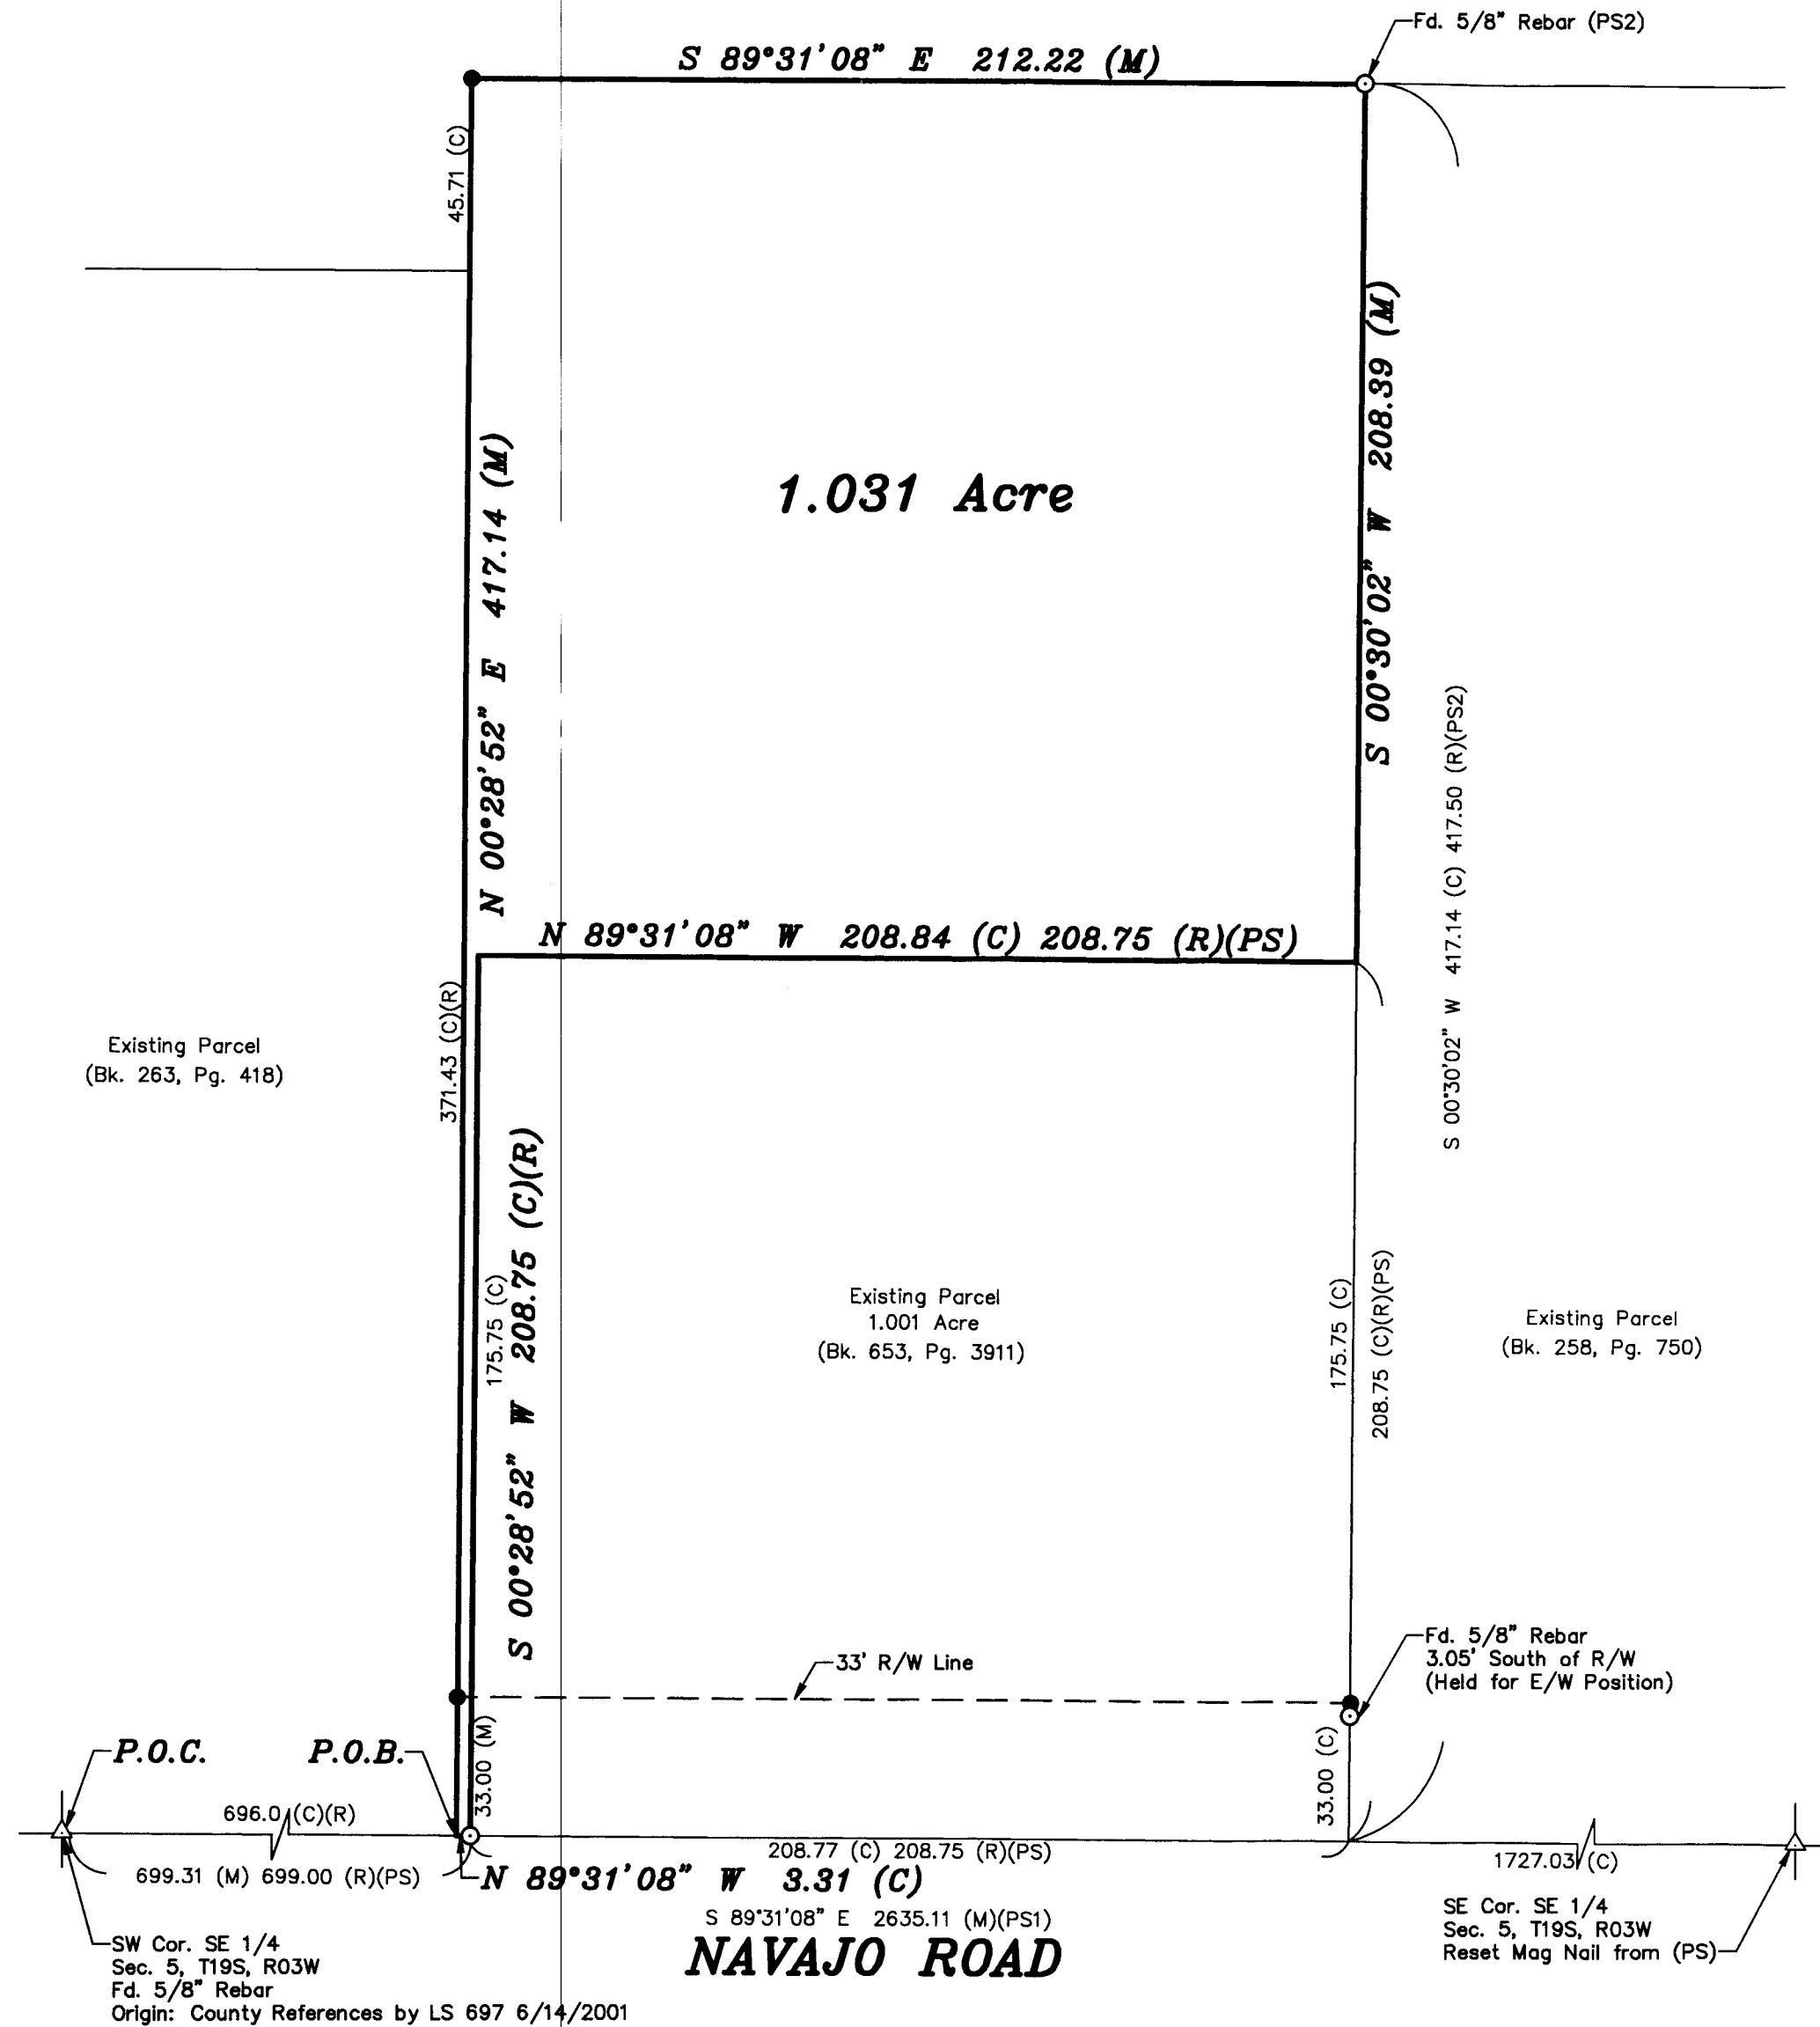 Fd. 5/8" Rebar (PS2)
S 89°31'08" E 212.22 (M)
45.71 (C)
N 00°28'52" E 417.14 (M)
1.031 Acre
S 00°30'02" W 208.39 (M)
S 00°30'02" W 417.14 (C) 417.50 (R)(PS2)
N 89°31'08" W 208.84 (C) 208.75 (R)(PS)
371.43 (C)(R)
Existing Parcel
(Bk. 263, Pg. 418)
S 00°28'52" W 208.75 (C)(R)
175.75 (C)
Existing Parcel
1.001 Acre
(Bk. 653, Pg. 3911)
175.75 (C)
208.75 (C)(R)(PS)
Existing Parcel
(Bk. 258, Pg. 750)
33' R/W Line
Fd. 5/8" Rebar
3.05' South of R/W
(Held for E/W Position)
P.O.C.
P.O.B.
33.00 (M)
33.00 (C)
696.0 (C)(R)
699.31 (M) 699.00 (R)(PS)
208.77 (C) 208.75 (R)(PS)
1727.03 (C)
N 89°31'08" W 3.31 (C)
S 89°31'08" E 2635.11 (M)(PS1)
NAVAJO ROAD
SW Cor. SE 1/4
Sec. 5, T19S, R03W
Fd. 5/8" Rebar
Origin: County References by LS 697 6/14/2001
SE Cor. SE 1/4
Sec. 5, T19S, R03W
Reset Mag Nail from (PS)